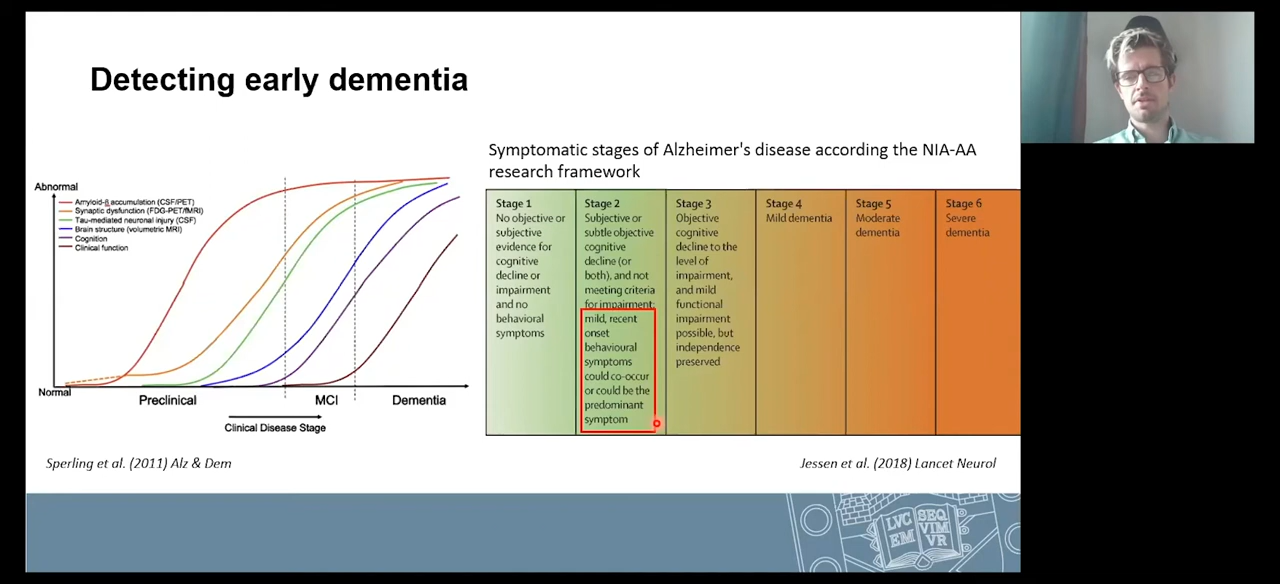 Detecting early dementia
Abnormal
Amyloid-β accumulation (CSF/PET)
Synaptic dysfunction (FDG-PET/fMRI)
Tau-mediated neuronal injury (CSF)
Brain structure (volumetric MRI)
Cognition
Clinical function
Normal
Preclinical
MCI
Dementia
Clinical Disease Stage
Sperling et al. (2011) Alz & Dem
Symptomatic stages of Alzheimer's disease according the NIA-AA
research framework
Stage 1
No objective or
subjective
evidence for
cognitive
decline or
impairment
and no
behavioral
symptoms
Stage 2
Subjective or
subtle objective
cognitive
decline (or
both), and not
meeting criteria
for impairment;
mild, recent
onset
behavioural
symptoms
could co-occur
or could be the
predominant
symptom
Stage 3
Objective
cognitive
decline to the
level of
impairment,
and mild
functional
impairment
possible, but
independence
preserved
Stage 4
Mild dementia
Stage 5
Moderate
dementia
Stage 6
Severe
dementia
Jessen et al. (2018) Lancet Neurol
LVC
EM
SEQ
VIM
VR